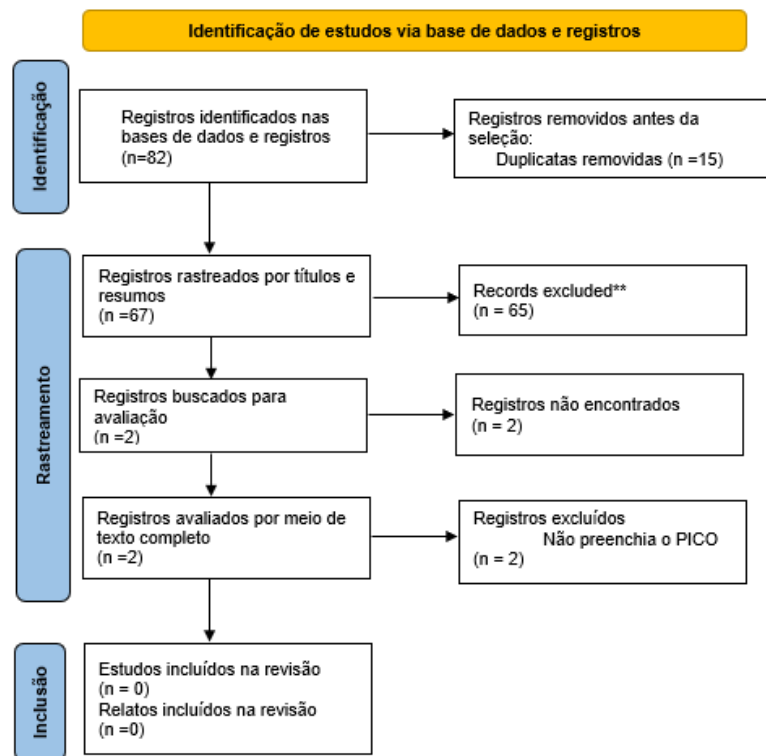 Identificação de estudos via base de dados e registros
Identificação
Registros identificados nas
bases de dados e registros
(n=82)
Registros removidos antes da
seleção:
Duplicatas removidas (n =15)
Rastreamento
Registros rastreados por títulos e
resumos
(n =67)
Records excluded**
(n = 65)
Registros buscados para
avaliação
(n =2)
Registros não encontrados
(n = 2)
Registros avaliados por meio de
texto completo
(n =2)
Registros excluídos
Não preenchia o PICO
(n = 2)
Inclusão
Estudos incluídos na revisão
(n = 0)
Relatos incluídos na revisão
(n =0)